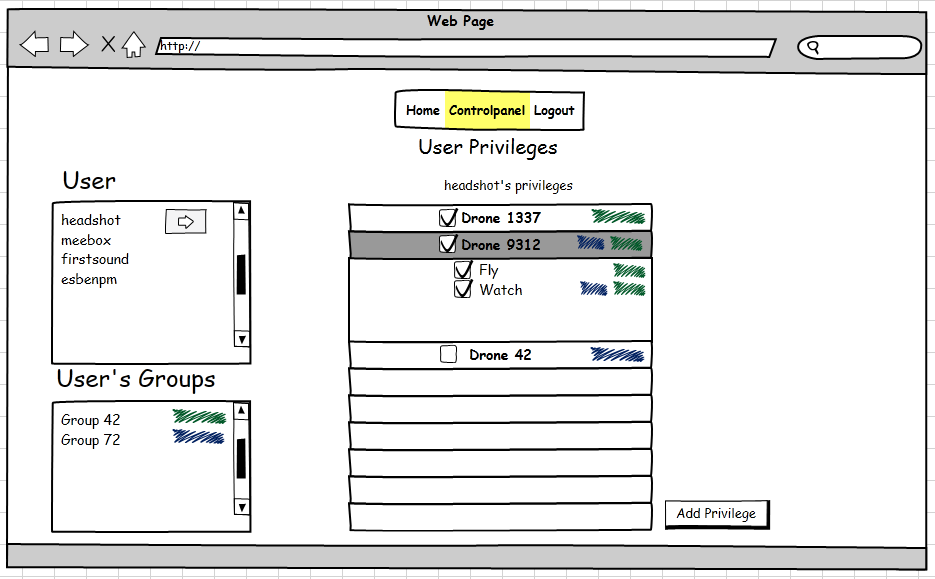 Web Page
http://
Home Controlpanel Logout
User Privileges
User
headshot's privileges
headshot
meebox
firstsound
esbenpm
Drone 1337
Drone 9312
Fly
Watch
Drone 42
User's Groups
Group 42
Group 72
Add Privilege